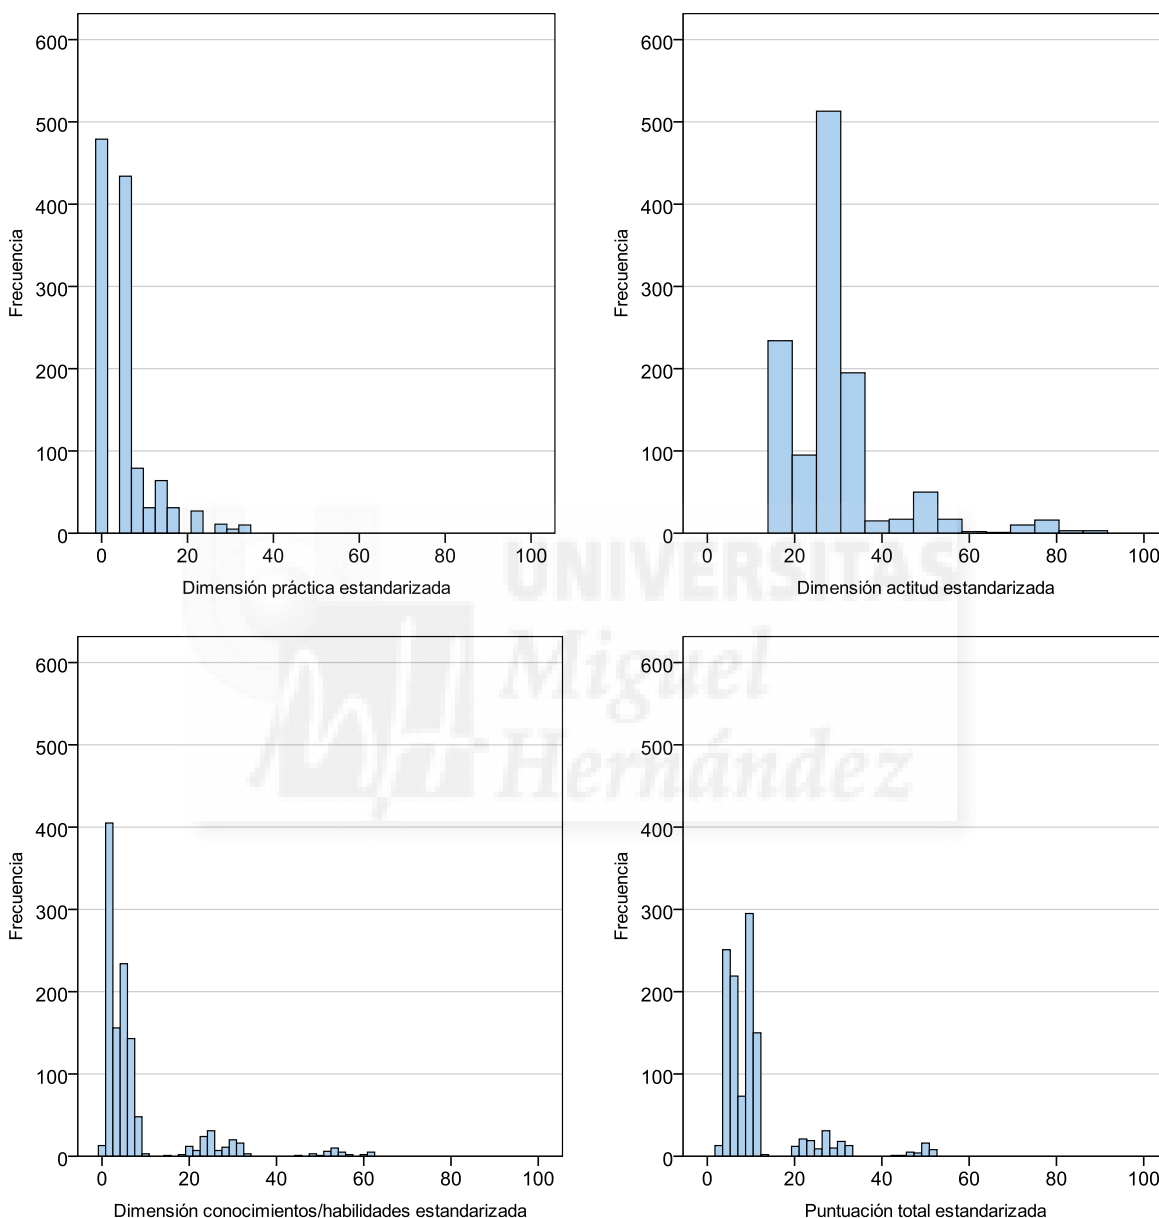 600
500
400
300
200
100
0
Frecuencia
0 20 40 60 80 100
Dimensión práctica estandarizada
600
500
400
300
200
100
0
Frecuencia
0 20 40 60 80 100
Dimensión actitud estandarizada
UNIVERSITAS
Miguel
Hernández
600
500
400
300
200
100
0
Frecuencia
0 20 40 60 80 100
Dimensión conocimientos/habilidades estandarizada
600
500
400
300
200
100
0
Frecuencia
0 20 40 60 80 100
Puntuación total estandarizada